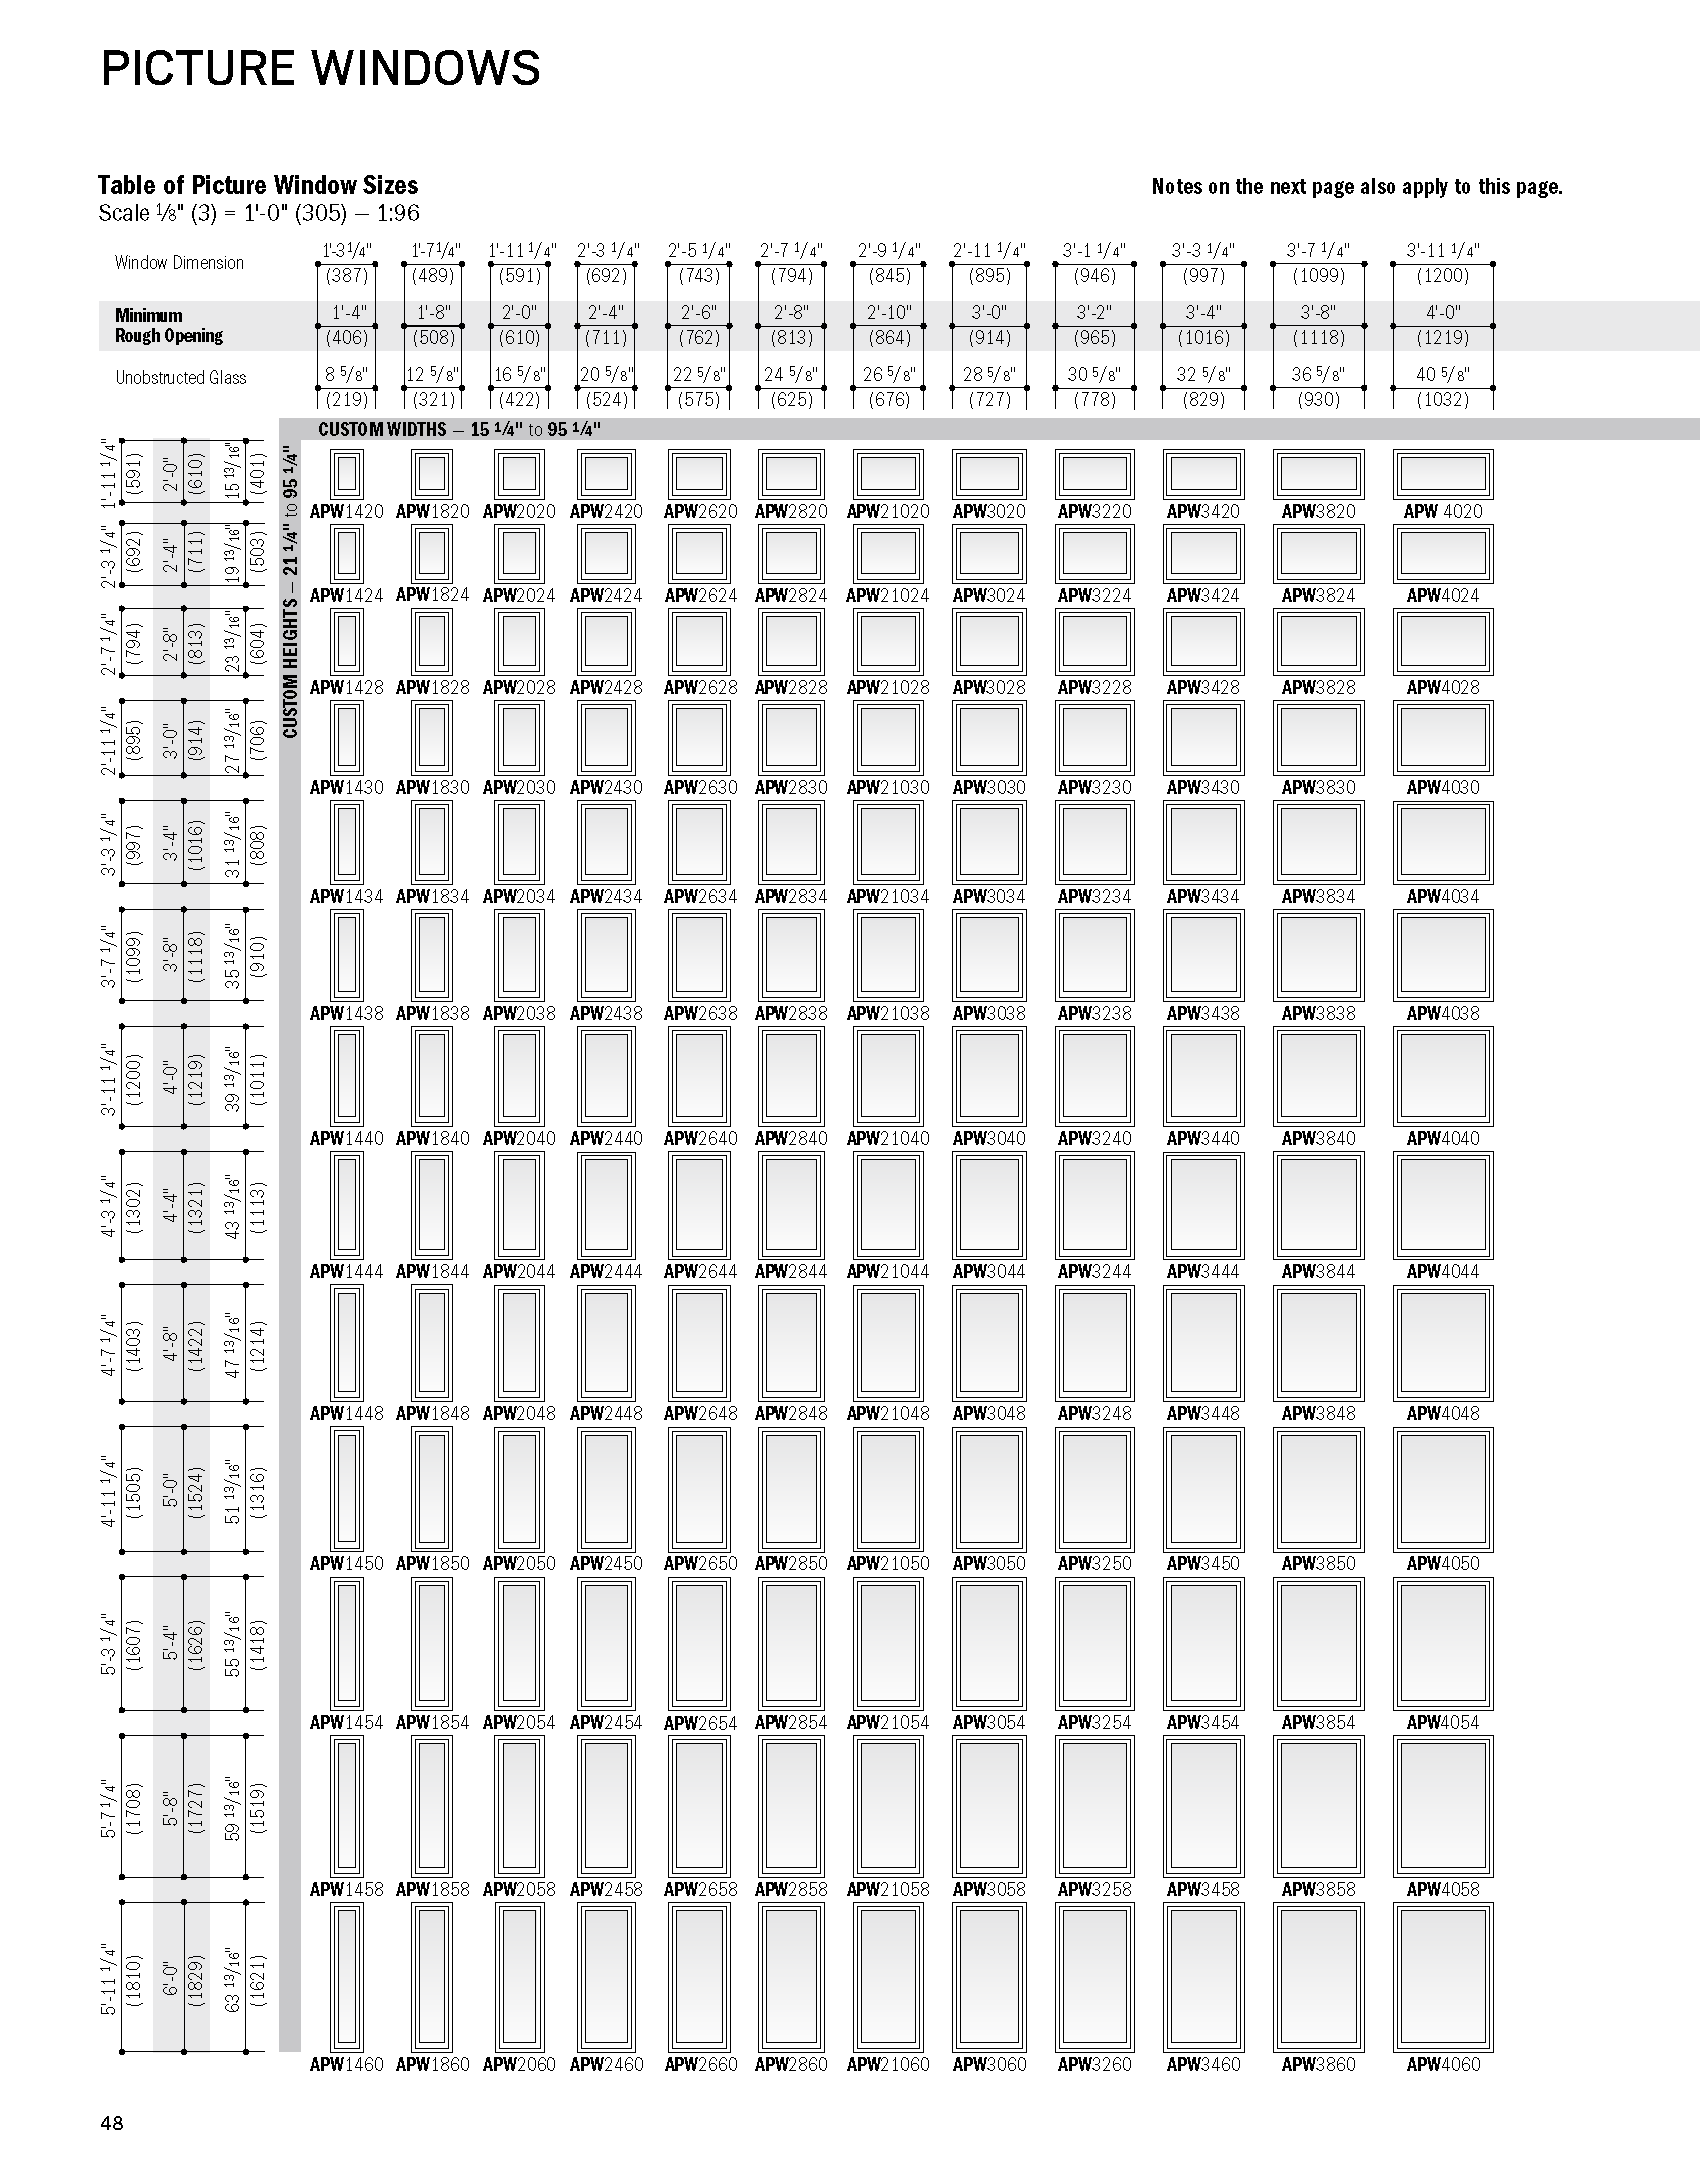 PICTURE WINDOWS
Table of Picture Window Sizes
Notes on the next page also apply to this page.
Scale 1/8" (3) = 1'-0" (305) – 1:96
Window Dimension
1'-3 1/4" 1'-7 1/4" 1'-11 1/4" 2'-3 1/4" 2'-5 1/4" 2'-7 1/4" 2'-9 1/4" 2'-11 1/4" 3'-1 1/4" 3'-3 1/4" 3'-7 1/4" 3'-11 1/4"
(387) (489) (591) (692) (743) (794) (845) (895) (946) (997) (1099) (1200)
Minimum
Rough Opening
1'-4" 1'-8" 2'-0" 2'-4" 2'-6" 2'-8" 2'-10" 3'-0" 3'-2" 3'-4" 3'-8" 4'-0"
(406) (508) (610) (711) (762) (813) (864) (914) (965) (1016) (1118) (1219)
Unobstructed Glass
8 5/8" 12 5/8" 16 5/8" 20 5/8" 22 5/8" 24 5/8" 26 5/8" 28 5/8" 30 5/8" 32 5/8" 36 5/8" 40 5/8"
(219) (321) (422) (524) (575) (625) (676) (727) (778) (829) (930) (1032)
CUSTOM WIDTHS – 15 1/4" to 95 1/4"
CUSTOM HEIGHTS – 21 1/4" to 95 1/4"
1'-11 1/4" (591) 2'-0" (610) 15 13/16" (401)
APW1420 APW1820 APW2020 APW2420 APW2620 APW2820 APW21020 APW3020 APW3220 APW3420 APW3820 APW 4020
2'-3 1/4" (692) 2'-4" (711) 19 13/16" (503)
APW1424 APW1824 APW2024 APW2424 APW2624 APW2824 APW21024 APW3024 APW3224 APW3424 APW3824 APW4024
2'-7 1/4" (794) 2'-8" (813) 23 13/16" (604)
APW1428 APW1828 APW2028 APW2428 APW2628 APW2828 APW21028 APW3028 APW3228 APW3428 APW3828 APW4028
2'-11 1/4" (895) 3'-0" (914) 27 13/16" (706)
APW1430 APW1830 APW2030 APW2430 APW2630 APW2830 APW21030 APW3030 APW3230 APW3430 APW3830 APW4030
3'-3 1/4" (997) 3'-4" (1016) 31 13/16" (808)
APW1434 APW1834 APW2034 APW2434 APW2634 APW2834 APW21034 APW3034 APW3234 APW3434 APW3834 APW4034
3'-7 1/4" (1099) 3'-8" (1118) 35 13/16" (910)
APW1438 APW1838 APW2038 APW2438 APW2638 APW2838 APW21038 APW3038 APW3238 APW3438 APW3838 APW4038
3'-11 1/4" (1200) 4'-0" (1219) 39 13/16" (1011)
APW1440 APW1840 APW2040 APW2440 APW2640 APW2840 APW21040 APW3040 APW3240 APW3440 APW3840 APW4040
4'-3 1/4" (1302) 4'-4" (1321) 43 13/16" (1113)
APW1444 APW1844 APW2044 APW2444 APW2644 APW2844 APW21044 APW3044 APW3244 APW3444 APW3844 APW4044
4'-7 1/4" (1403) 4'-8" (1422) 47 13/16" (1214)
APW1448 APW1848 APW2048 APW2448 APW2648 APW2848 APW21048 APW3048 APW3248 APW3448 APW3848 APW4048
4'-11 1/4" (1505) 5'-0" (1524) 51 13/16" (1316)
APW1450 APW1850 APW2050 APW2450 APW2650 APW2850 APW21050 APW3050 APW3250 APW3450 APW3850 APW4050
5'-3 1/4" (1607) 5'-4" (1626) 55 13/16" (1418)
APW1454 APW1854 APW2054 APW2454 APW2654 APW2854 APW21054 APW3054 APW3254 APW3454 APW3854 APW4054
5'-7 1/4" (1708) 5'-8" (1727) 59 13/16" (1519)
APW1458 APW1858 APW2058 APW2458 APW2658 APW2858 APW21058 APW3058 APW3258 APW3458 APW3858 APW4058
5'-11 1/4" (1810) 6'-0" (1829) 63 13/16" (1621)
APW1460 APW1860 APW2060 APW2460 APW2660 APW2860 APW21060 APW3060 APW3260 APW3460 APW3860 APW4060
48